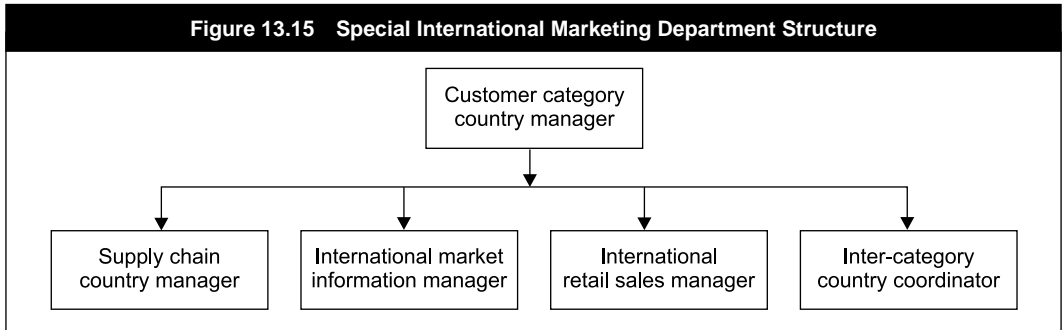 Figure 13.15 Special International Marketing Department Structure
Customer category
country manager
Supply chain
country manager
International market
information manager
International
retail sales manager
Inter-category
country coordinator